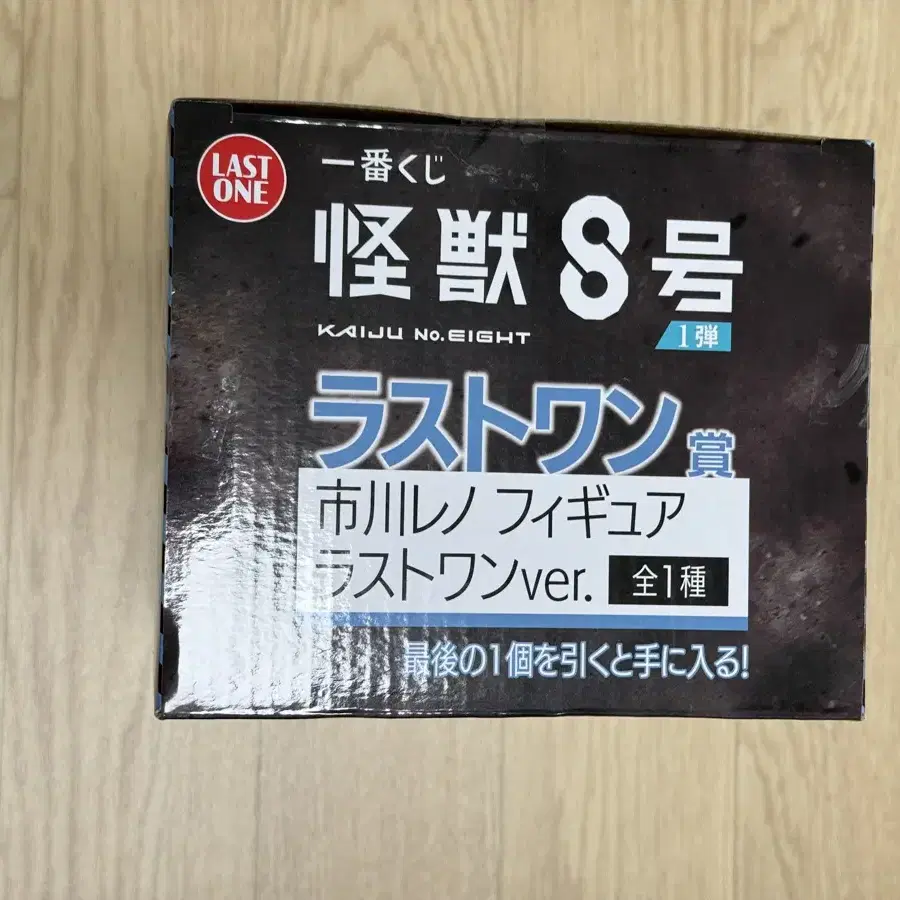 LAST
ONE
一番くじ
怪獣8号
KAIJU No.EIGHT
1弾
ラストワン賞
市川レノ フィギュア
ラストワンver. 全1種
最後の1個を引くと手に入る!